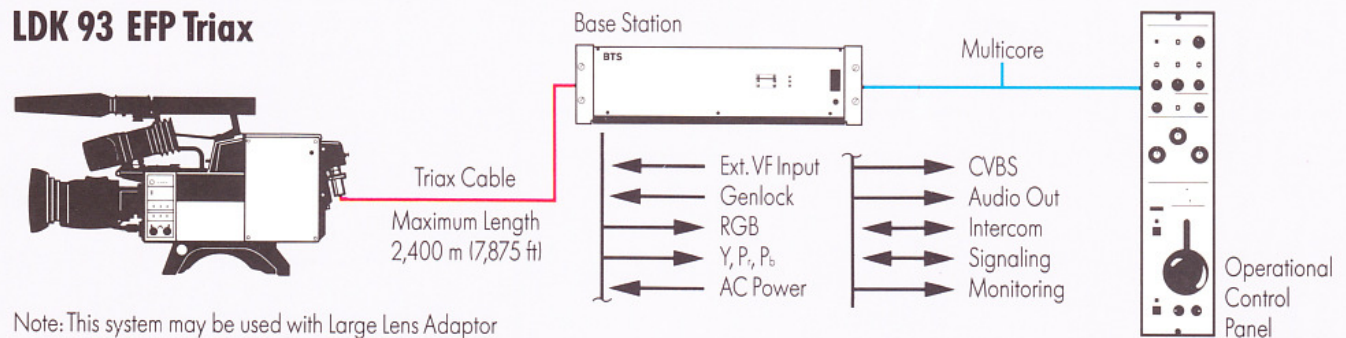 LDK 93 EFP Triax
Base Station
BTS
Multicore
Triax Cable
Maximum Length
2,400 m (7,875 ft)
Ext. VF Input
Genlock
RGB
Y, Pr, Pb
AC Power
CVBS
Audio Out
Intercom
Signaling
Monitoring
Operational
Control
Panel
Note: This system may be used with Large Lens Adaptor